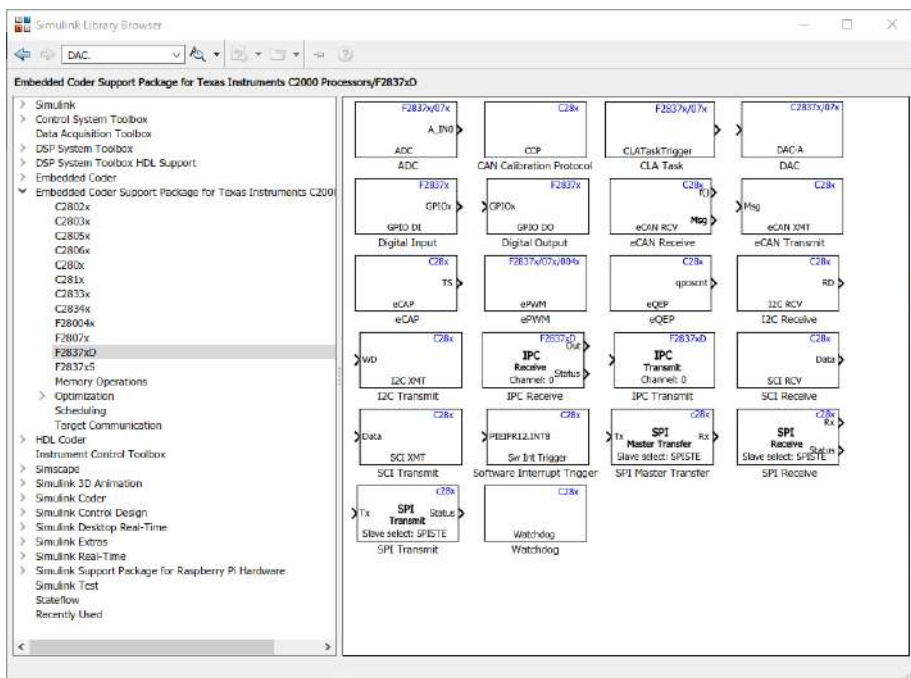 Simulink Library Browser
DAC.
Embedded Coder Support Package for Texas Instruments C2000 Processors/F2837xD
Simulink
Control System Toolbox
Data Acquisition Toolbox
DSP System Toolbox
DSP System Toolbox HDL Support
Embedded Coder
Embedded Coder Support Package for Texas Instruments C200
C2802x
C2803x
C2805x
C2806x
C280x
C281x
C2833x
C2834x
F28004x
F2807x
F2837xD
F2837xS
Memory Operations
Optimization
Scheduling
Target Communication
HDL Coder
Instrument Control Toolbox
Simscape
Simulink 3D Animation
Simulink Coder
Simulink Control Design
Simulink Desktop Real-Time
Simulink Extras
Simulink Real-Time
Simulink Support Package for Raspberry Pi Hardware
Simulink Test
Stateflow
Recently Used
F2837x/07x
A_IN0
ADC
ADC
C28x
CCP
CAN Calibration Protocol
F2837x/07x
CLATaskTrigger
CLA Task
C2837x/07x
DAC-A
DAC
F2837x
GPIOx
GPIO DI
Digital Input
F2837x
GPIOx
GPIO DO
Digital Output
C28x
f()
Msg
eCAN RCV
eCAN Receive
C28x
Msg
eCAN XMT
eCAN Transmit
C28x
TS
eCAP
eCAP
F2837x/07x/004x
ePWM
ePWM
C28x
qposcnt
eQEP
eQEP
C28x
RD
I2C RCV
I2C Receive
C28x
WD
I2C XMT
I2C Transmit
F2837xD
Out
IPC
Receive
Status
Channel: 0
IPC Receive
F2837xD
IPC
Transmit
Channel: 0
IPC Transmit
C28x
Data
SCI RCV
SCI Receive
C28x
Data
SCI XMT
SCI Transmit
C28x
PIEIFR12.INT8
Sw Int Trigger
Software Interrupt Trigger
c28x
Tx
SPI
Rx
Master Transfer
Slave select: SPISTE
SPI Master Transfer
c28x
Rx
SPI
Receive
Status
Slave select: SPISTE
SPI Receive
c28x
Tx
SPI
Status
Transmit
Slave select: SPISTE
SPI Transmit
C28x
Watchdog
Watchdog